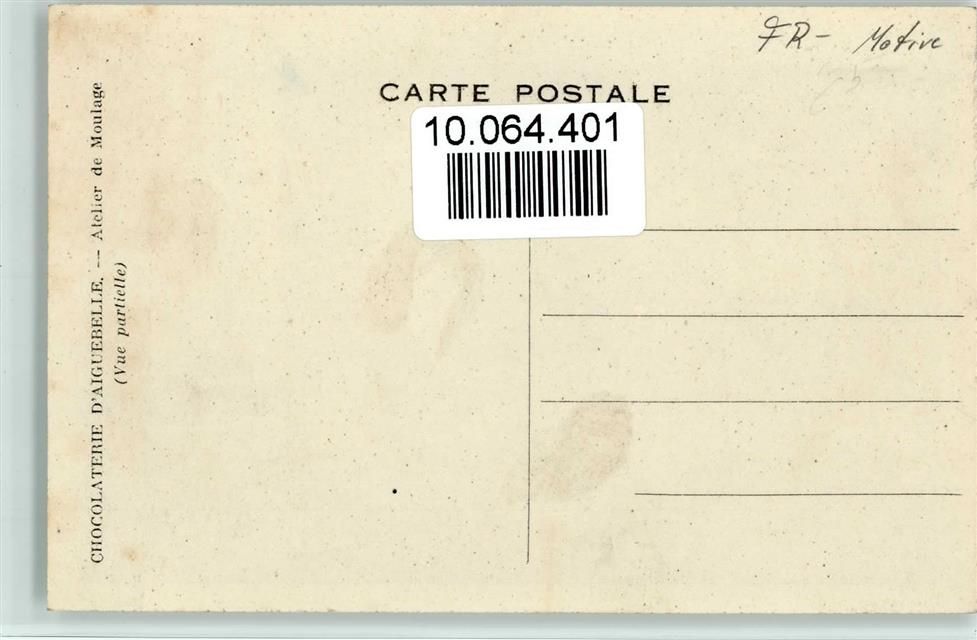 FR- Motive
CARTE POSTALE
10.064.401
CHOCOLATERIE D'AIGUEBELLE. — Atelier de Moulage
(Vue partielle)